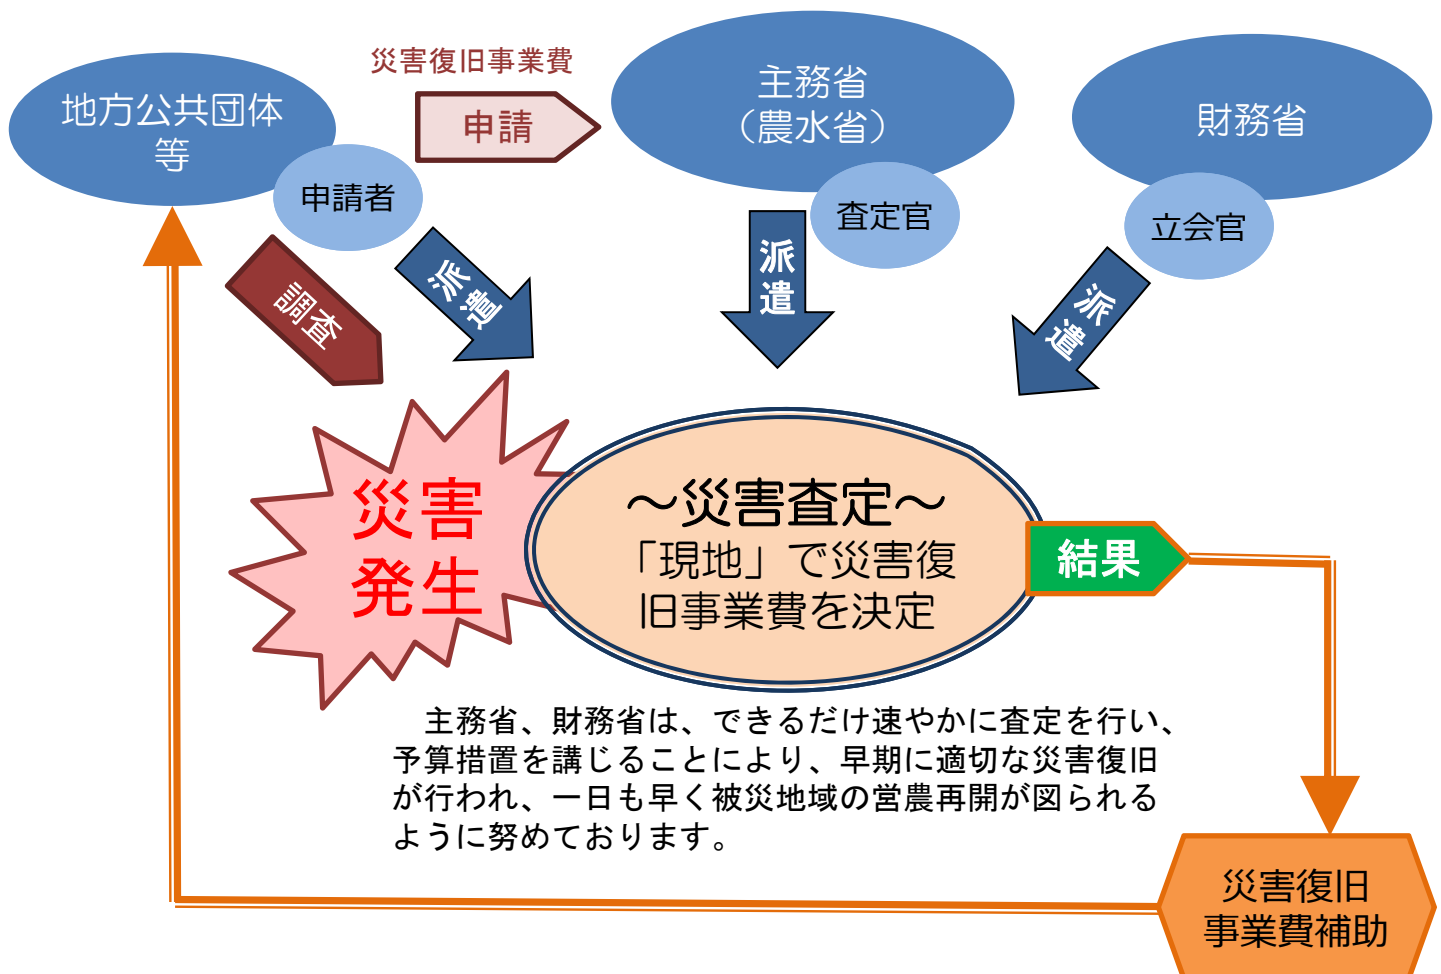 災害復旧事業費
申請
地方公共団体
等
申請者
主務省
（農水省）
査定官
財務省
立会官
調査
派遣
派遣
派遣
災害
発生
～災害査定～
「現地」で災害復
旧事業費を決定
結果
主務省、財務省は、できるだけ速やかに査定を行い、
予算措置を講じることにより、早期に適切な災害復旧
が行われ、一日も早く被災地域の営農再開が図られる
ように努めております。
災害復旧
事業費補助